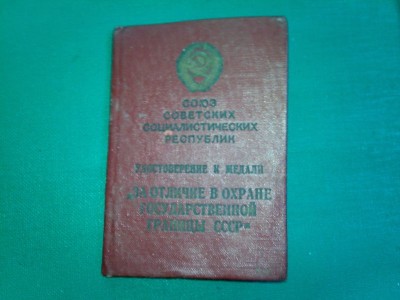 СОЮЗ
СОВЕТСКИХ
СОЦИАЛИСТИЧЕСКИХ
РЕСПУБЛИК
УДОСТОВЕРЕНИЕ К МЕДАЛИ
„ЗА ОТЛИЧИЕ В ОХРАНЕ
ГОСУДАРСТВЕННОЙ
ГРАНИЦЫ СССР"